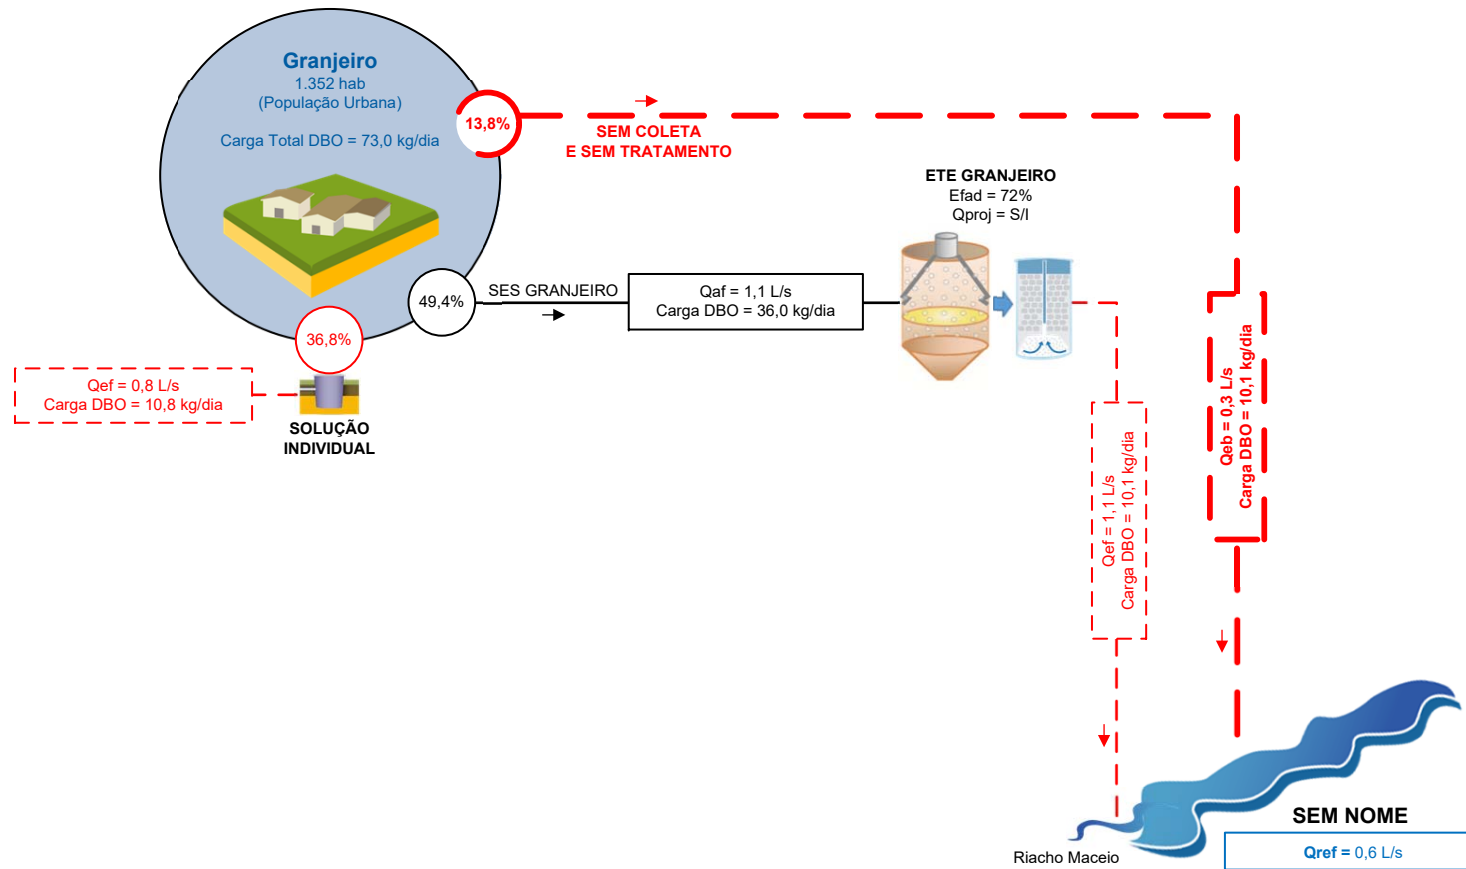 Granjeiro
1.352 hab
(População Urbana)
Carga Total DBO = 73,0 kg/dia
13,8%
SEM COLETA
E SEM TRATAMENTO
ETE GRANJEIRO
Efad = 72%
Qproj = S/I
49,4%
SES GRANJEIRO
Qaf = 1,1 L/s
Carga DBO = 36,0 kg/dia
36,8%
Qef = 0,8 L/s
Carga DBO = 10,8 kg/dia
SOLUÇÃO
INDIVIDUAL
Qef = 1,1 L/s
Carga DBO = 10,1 kg/dia
Qeb = 0,3 L/s
Carga DBO = 10,1 kg/dia
SEM NOME
Riacho Maceio
Qref = 0,6 L/s